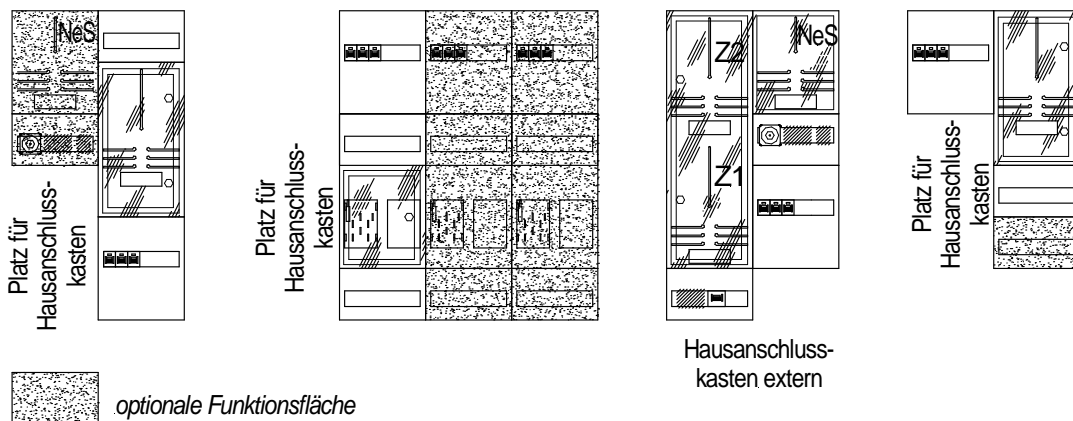 NeS
Platz für
Hausanschluss-
kasten
Platz für
Hausanschluss-
kasten
Z2
NeS
Z1
Hausanschluss-
kasten extern
Platz für
Hausanschluss-
kasten
optionale Funktionsfläche